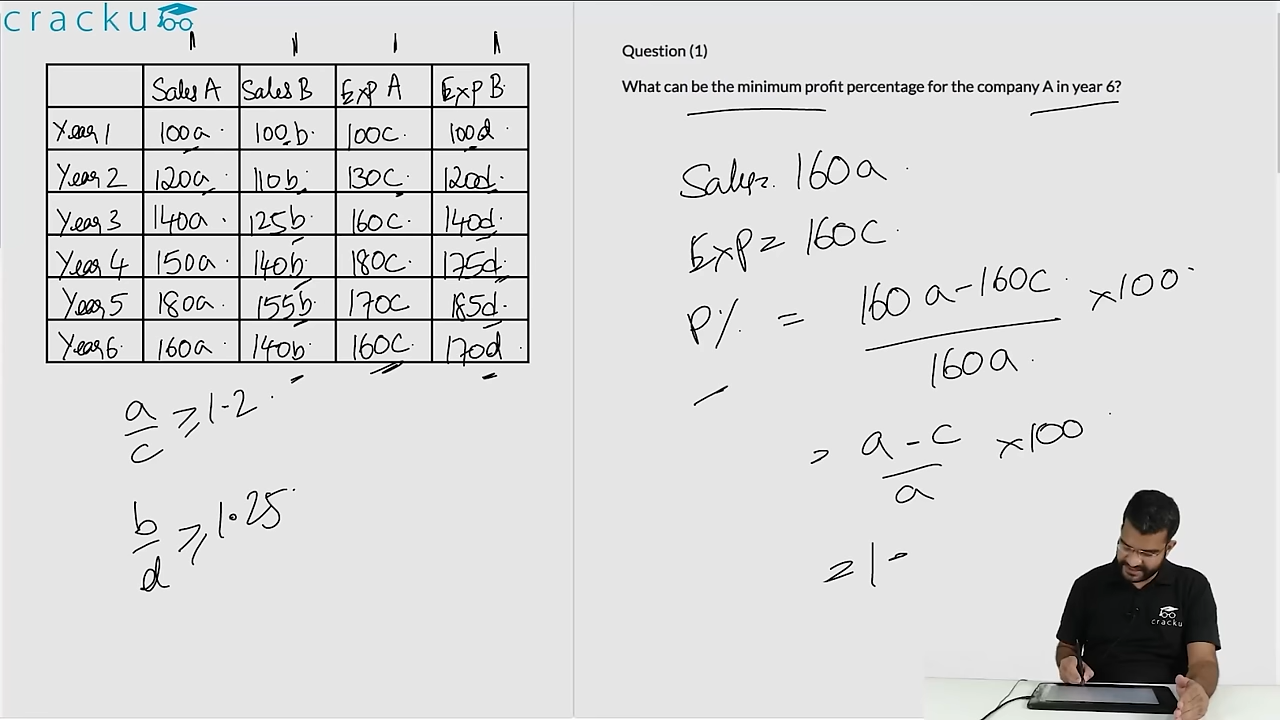 cracku
Sales A Sales B Exp A Exp B
Year 1 100a 100b 100c 100d
Year 2 120a 110b 130c 120d
Year 3 140a 125b 160c 140d
Year 4 150a 140b 180c 175d
Year 5 180a 155b 170c 185d
Year 6 160a 140b 160c 170d
a/c ≥ 1.2
b/d ≥ 1.25
Question (1)
What can be the minimum profit percentage for the company A in year 6?
Sales = 160a
Exp = 160c
P% = 160a-160c / 160a ×100
= a-c / a ×100
= 1-
cracku